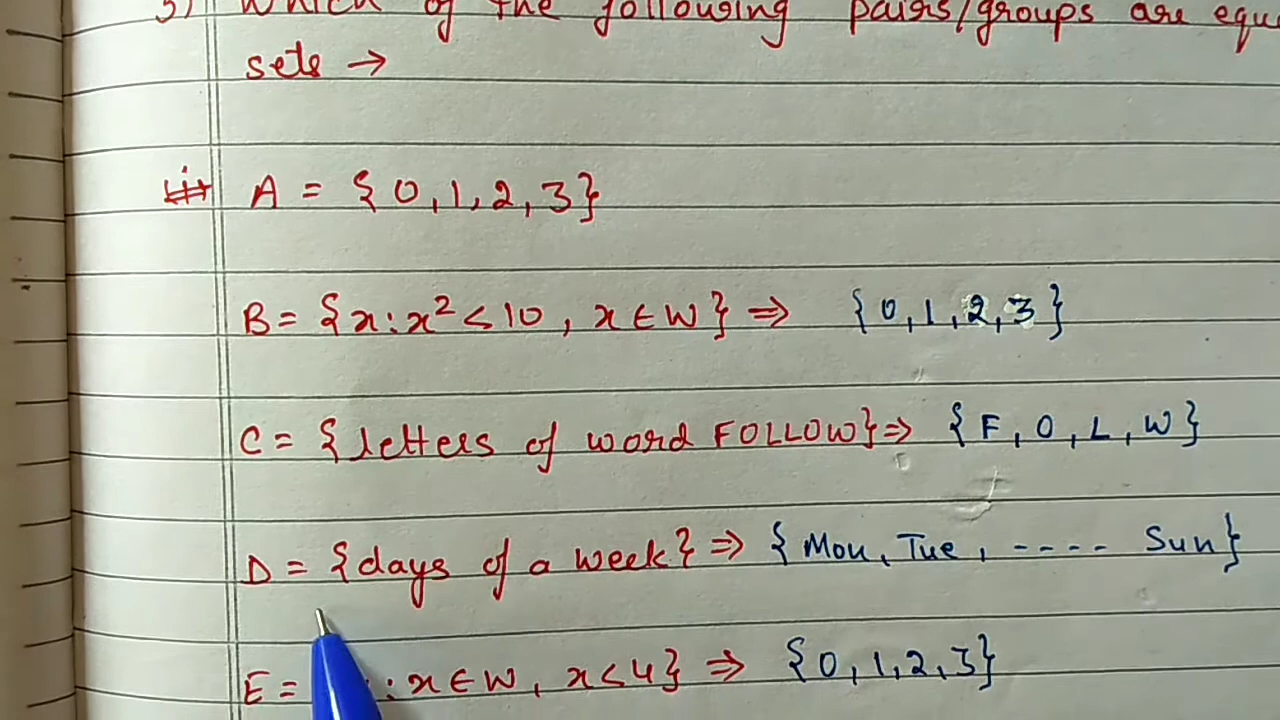 3) Which of the following pairs/groups are equ
sets →
A = {0,1,2,3}
B = {x:x²<10, x∈W} ⇒ {0,1,2,3}
C = {letters of word FOLLOW} ⇒ {F,O,L,W}
D = {days of a week} ⇒ {Mon, Tue, ---- Sun}
E = : x∈W, x<4} ⇒ {0,1,2,3}